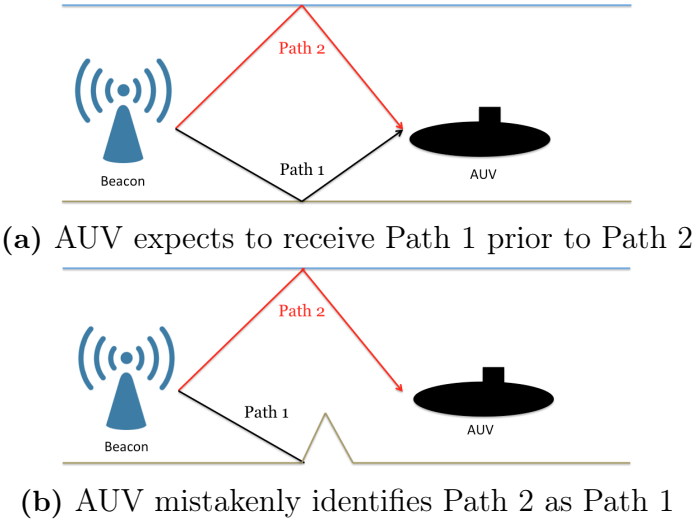 Path 2
Path 1
Beacon
AUV
(a) AUV expects to receive Path 1 prior to Path 2
Path 2
Path 1
Beacon
AUV
(b) AUV mistakenly identifies Path 2 as Path 1